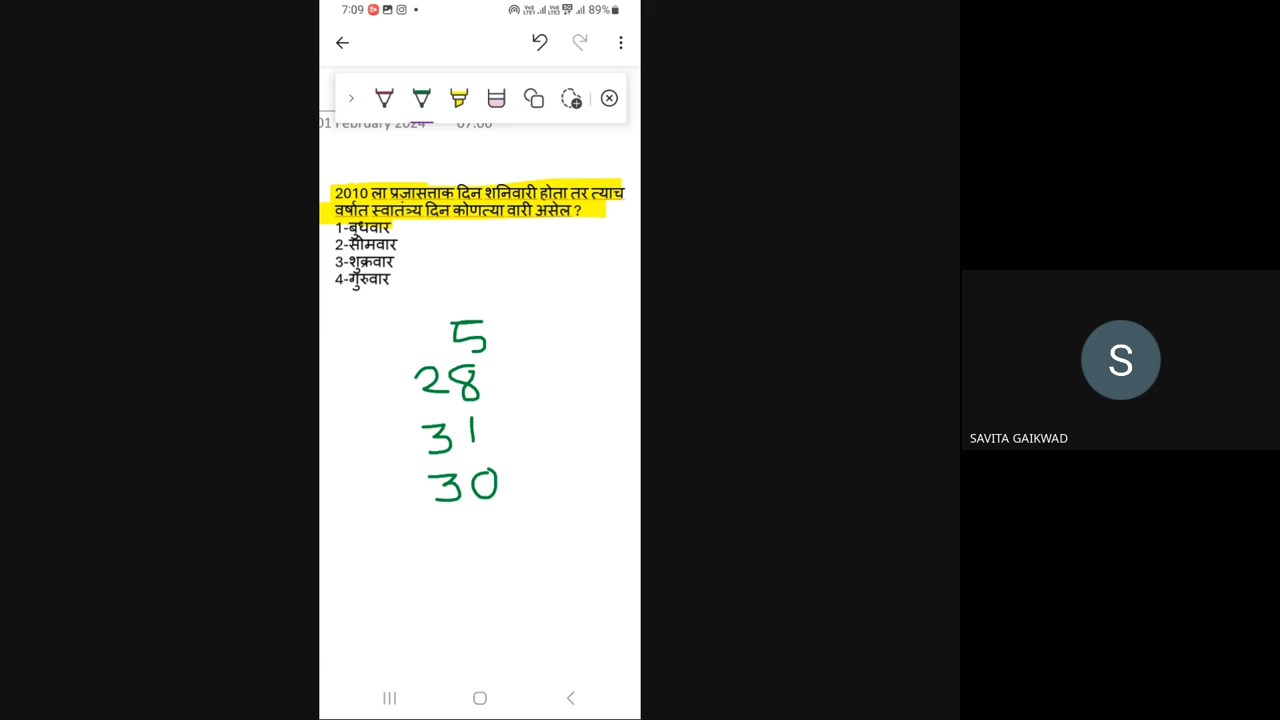 7:09
89%
01 February 2024 07:06
2010 ला प्रजासत्ताक दिन शनिवारी होता तर त्याच
वर्षात स्वातंत्र्य दिन कोणत्या वारी असेल ?
1-बुधवार
2-सोमवार
3-शुक्रवार
4-गुरुवार
5
28
31
30
S
SAVITA GAIKWAD